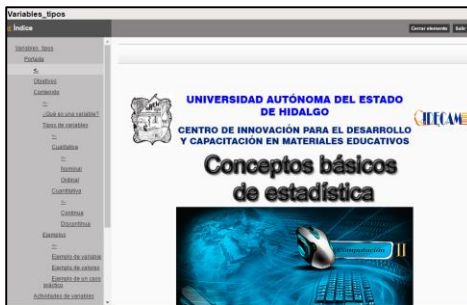 Variables_tipos
« Índice
Cerrar elemento
Salir
Variables_tipos
Portada
Objetivos
Contenido
¿Qué es una variable?
Tipos de variables
Cualitativa
Nominal
Ordinal
Cuantitativa
Continua
Discontinua
Ejemplos
Ejemplo de variable
Ejemplo de valores
Ejemplo de un caso práctico
Actividades de variables
UNIVERSIDAD AUTÓNOMA DEL ESTADO
DE HIDALGO
CENTRO DE INNOVACIÓN PARA EL DESARROLLO
Y CAPACITACIÓN EN MATERIALES EDUCATIVOS
CIDECAME
Conceptos básicos
de estadística
Computación II